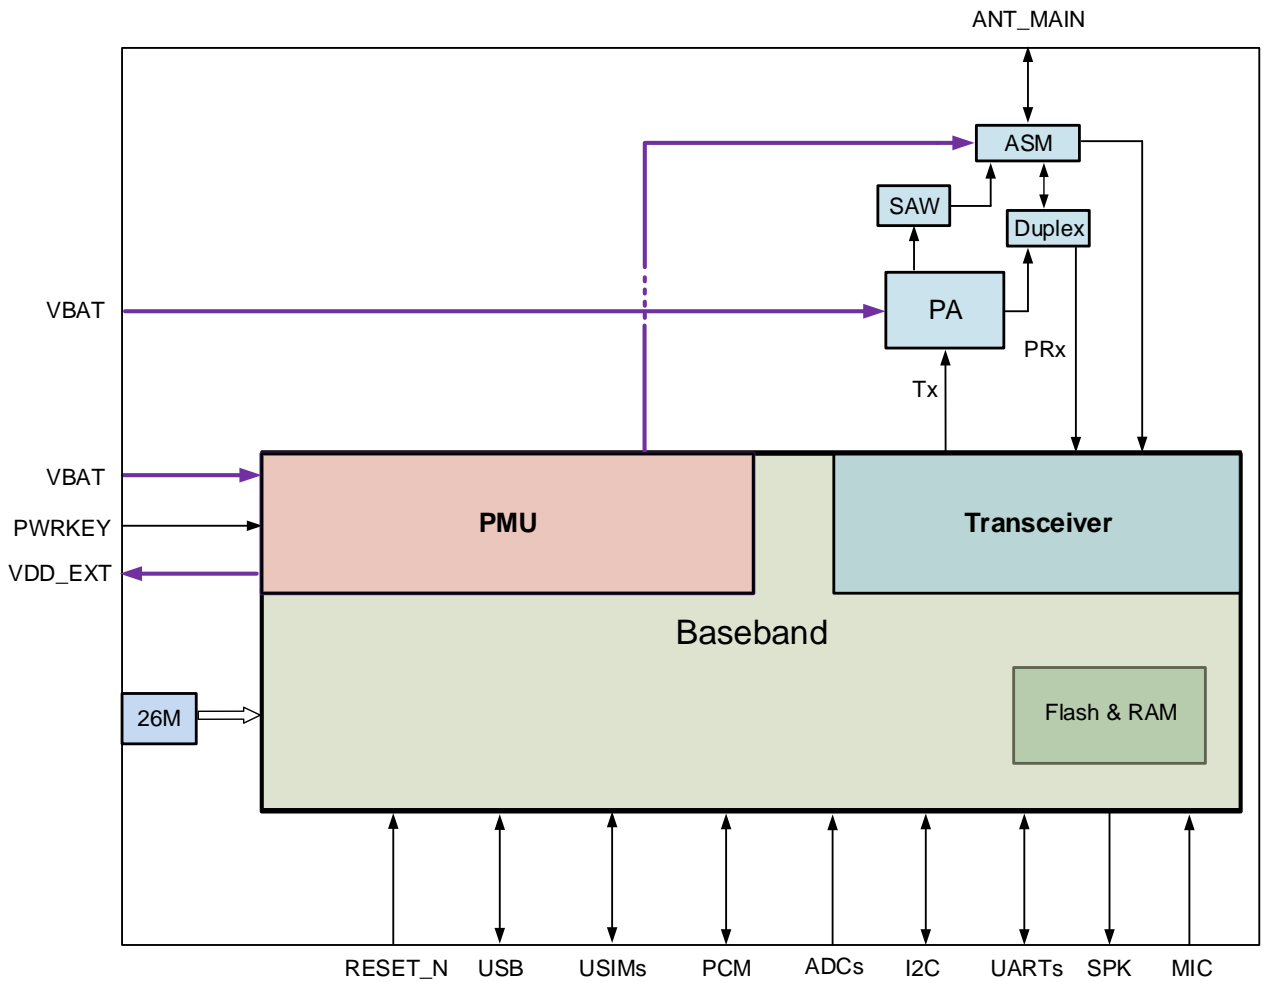 ANT_MAIN
ASM
SAW
Duplex
VBAT
PA
PRx
Tx
VBAT
PMU
Transceiver
PWRKEY
VDD_EXT
Baseband
26M
Flash & RAM
RESET_N
USB
USIMs
PCM
ADCs
I2C
UARTs
SPK
MIC